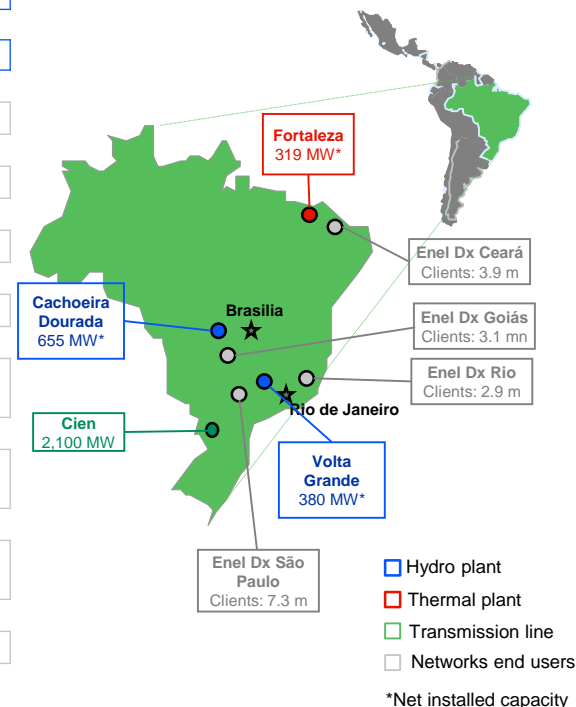 Fortaleza
319 MW*
Enel Dx Ceará
Clients: 3.9 m
Cachoeira
Dourada
655 MW*
Brasilia
Enel Dx Goiás
Clients: 3.1 mn
Enel Dx Rio
Clients: 2.9 m
Rio de Janeiro
Cien
2,100 MW
Volta
Grande
380 MW*
Enel Dx São
Paulo
Clients: 7.3 m
Hydro plant
Thermal plant
Transmission line
Networks end users
*Net installed capacity